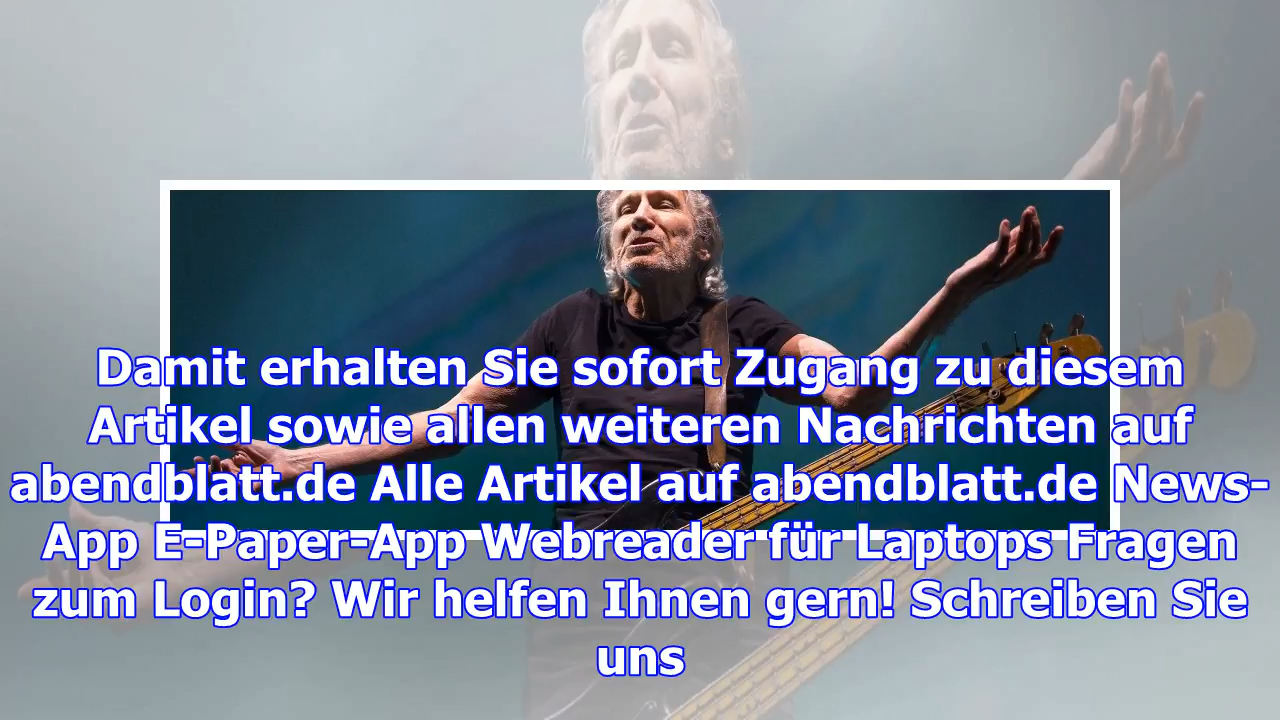 Damit erhalten Sie sofort Zugang zu diesem
Artikel sowie allen weiteren Nachrichten auf
abendblatt.de Alle Artikel auf abendblatt.de News-
App E-Paper-App Webreader für Laptops Fragen
zum Login? Wir helfen Ihnen gern! Schreiben Sie
uns